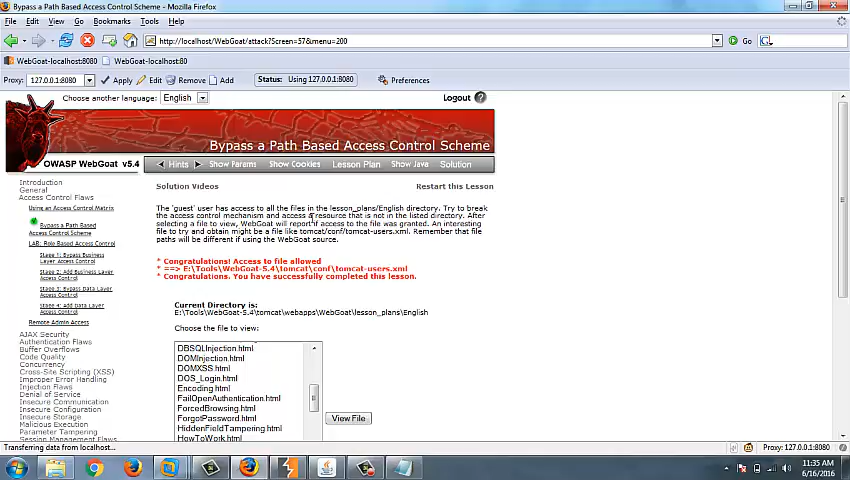 Bypass a Path Based Access Control Scheme - Mozilla Firefox
File Edit View Go Bookmarks Tools Help
http://localhost/WebGoat/attack?Screen=57&menu=200
Go
WebGoat-localhost:8080 WebGoat-localhost:80
Proxy: 127.0.0.1:8080 Apply Edit Remove Add Status: Using 127.0.0.1:8080 Preferences
Choose another language: English Logout ?
Bypass a Path Based Access Control Scheme
OWASP WebGoat v5.4 Hints Show Params Show Cookies Lesson Plan Show Java Solution
Introduction
General
Access Control Flaws
Using an Access Control Matrix
Bypass a Path Based
Access Control Scheme
LAB: Role Based Access Control
Stage 1: Bypass Business
Layer Access Control
Stage 2: Add Business Layer
Access Control
Stage 3: Bypass Data Layer
Access Control
Stage 4: Add Data Layer
Access Control
Remote Admin Access
AJAX Security
Authentication Flaws
Buffer Overflows
Code Quality
Concurrency
Cross-Site Scripting (XSS)
Improper Error Handling
Injection Flaws
Denial of Service
Insecure Communication
Insecure Configuration
Insecure Storage
Malicious Execution
Parameter Tampering
Session Management Flaws
Solution Videos Restart this Lesson
The 'guest' user has access to all the files in the lesson_plans/English directory. Try to break
the access control mechanism and access a resource that is not in the listed directory. After
selecting a file to view, WebGoat will report if access to the file was granted. An interesting
file to try and obtain might be a file like tomcat/conf/tomcat-users.xml. Remember that file
paths will be different if using the WebGoat source.
* Congratulations! Access to file allowed
* ==> E:\Tools\WebGoat-5.4\tomcat\conf\tomcat-users.xml
* Congratulations. You have successfully completed this lesson.
Current Directory is:
E:\Tools\WebGoat-5.4\tomcat\webapps\WebGoat\lesson_plans\English
Choose the file to view:
DBSQLInjection.html
DOMInjection.html
DOMXSS.html
DOS_Login.html
Encoding.html
FailOpenAuthentication.html
ForcedBrowsing.html
ForgotPassword.html
HiddenFieldTampering.html
HowToWork.html
View File
Transferring data from localhost...
Proxy: 127.0.0.1:8080
11:35 AM
6/16/2016